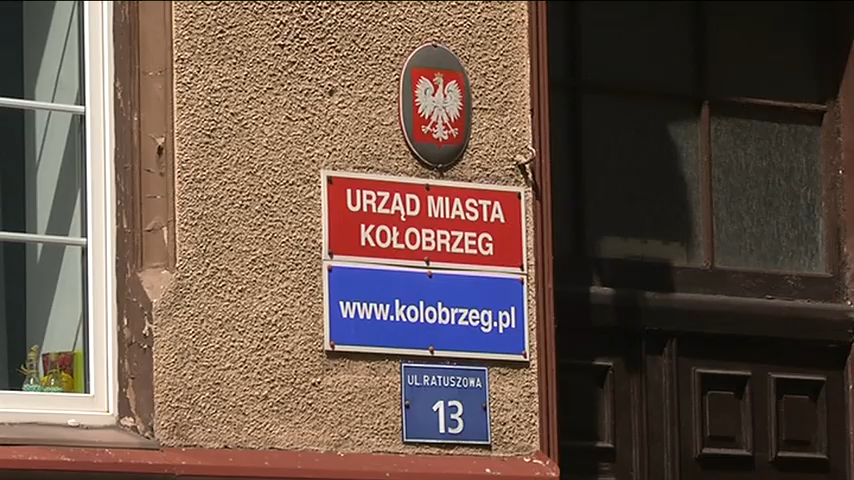 URZĄD MIASTA
KOŁOBRZEG
www.kolobrzeg.pl
UL. RATUSZOWA
13